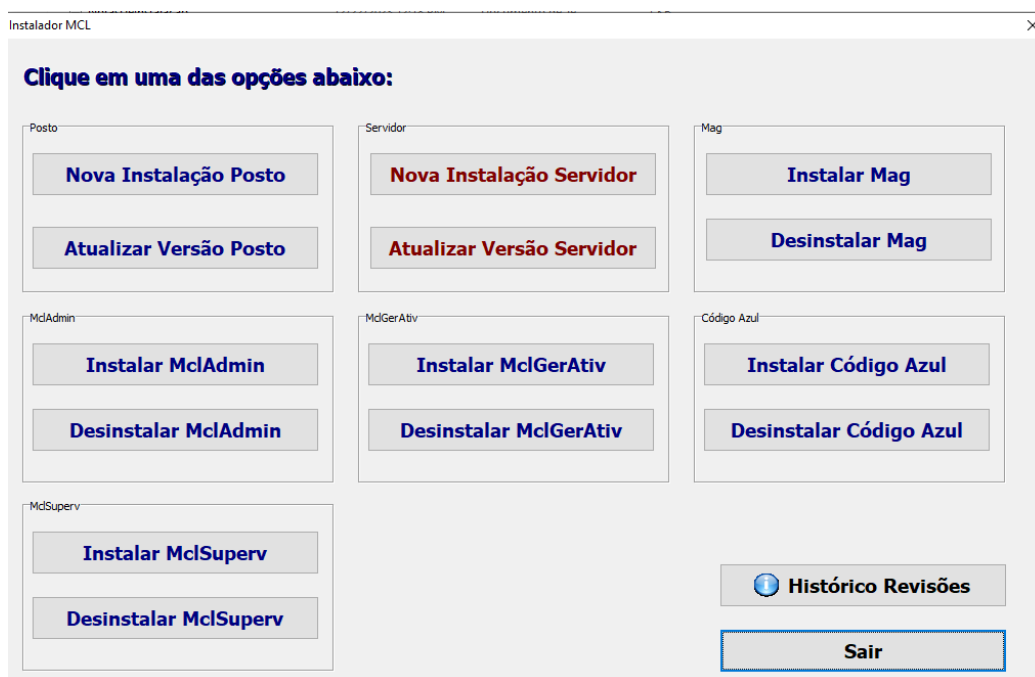 Instalador MCL
Clique em uma das opções abaixo:
Posto
Nova Instalação Posto
Atualizar Versão Posto
Servidor
Nova Instalação Servidor
Atualizar Versão Servidor
Mag
Instalar Mag
Desinstalar Mag
MclAdmin
Instalar MclAdmin
Desinstalar MclAdmin
MclGerAtiv
Instalar MclGerAtiv
Desinstalar MclGerAtiv
Código Azul
Instalar Código Azul
Desinstalar Código Azul
MclSuperv
Instalar MclSuperv
Desinstalar MclSuperv
Histórico Revisões
Sair